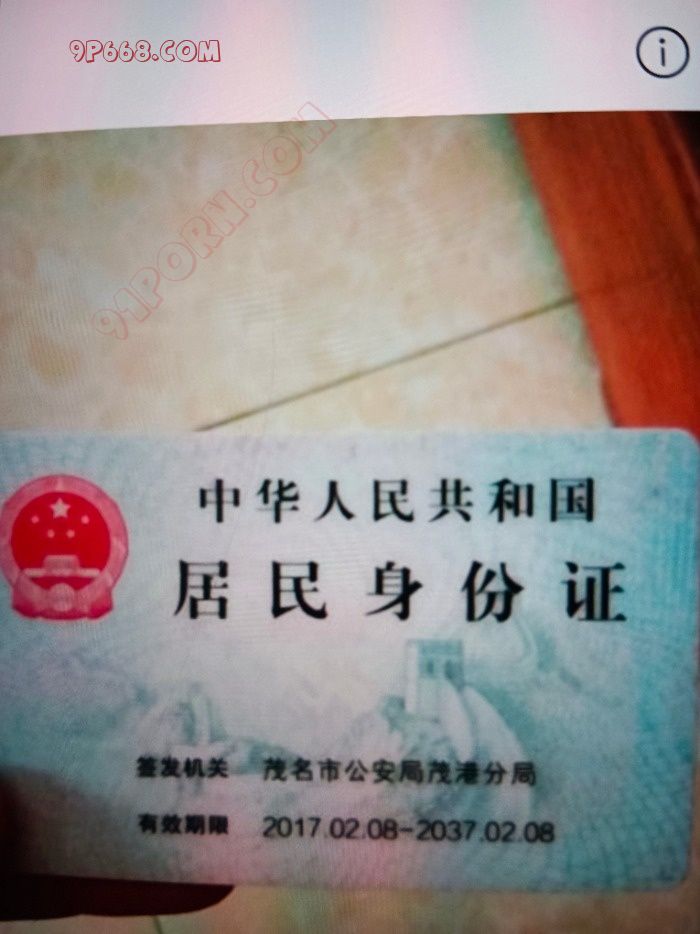 9P668.COM
91PORN.COM
中华人民共和国
居民身份证
签发机关 茂名市公安局茂港分局
有效期限 2017.02.08-2037.02.08